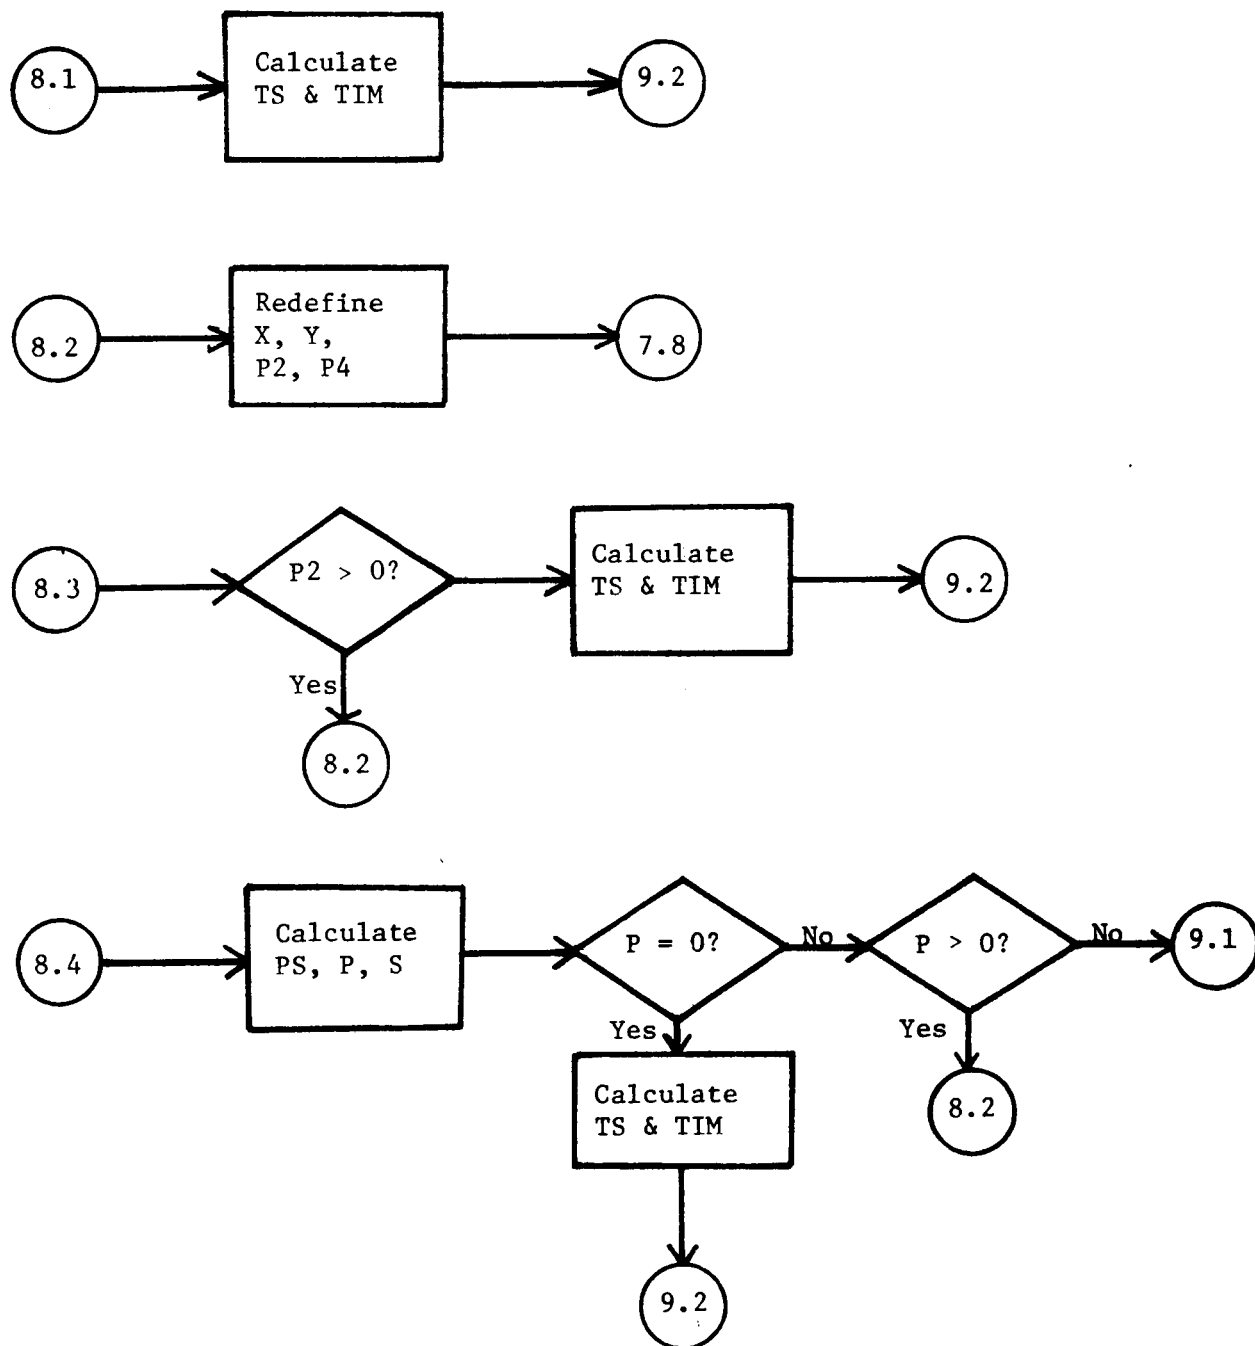 8.1
Calculate
TS & TIM
9.2
8.2
Redefine
X, Y,
P2, P4
7.8
8.3
P2 > 0?
Calculate
TS & TIM
9.2
Yes
8.2
8.4
Calculate
PS, P, S
P = 0?
No
P > 0?
No
9.1
Yes
Calculate
TS & TIM
Yes
8.2
9.2